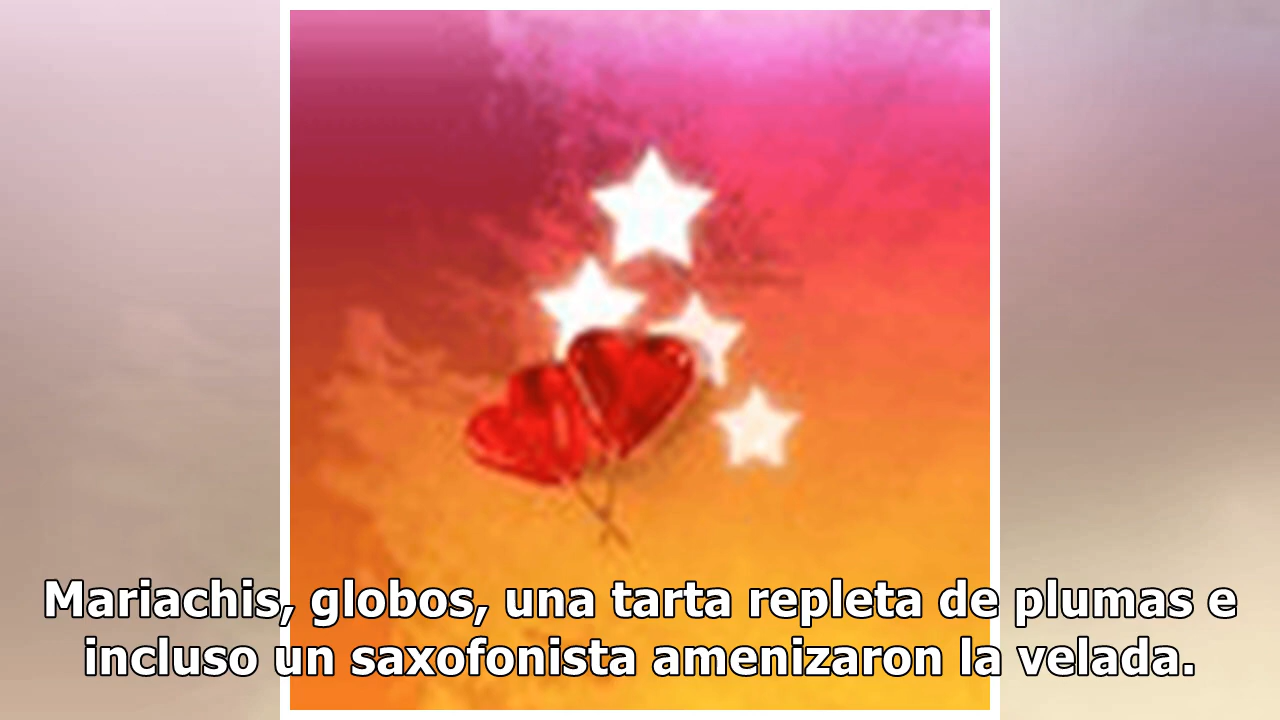 Mariachis, globos, una tarta repleta de plumas e
incluso un saxofonista amenizaron la velada.